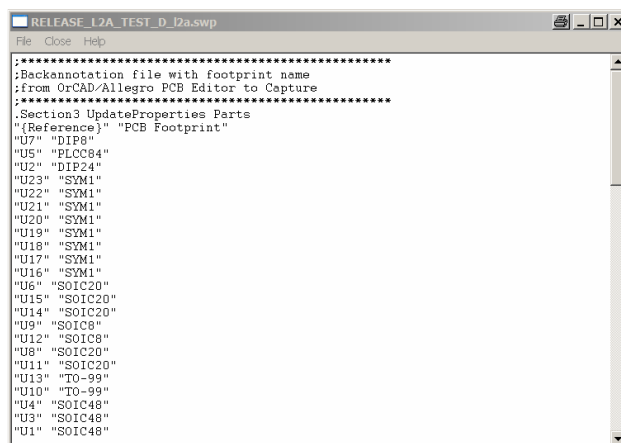 RELEASE_L2A_TEST_D_l2a.swp
File Close Help
;**************************************************
;Backannotation file with footprint name
;from OrCAD/Allegro PCB Editor to Capture
;**************************************************
.Section3 UpdateProperties Parts
"{Reference}" "PCB Footprint"
"U7" "DIP8"
"U5" "PLCC84"
"U2" "DIP24"
"U23" "SYM1"
"U22" "SYM1"
"U21" "SYM1"
"U20" "SYM1"
"U19" "SYM1"
"U18" "SYM1"
"U17" "SYM1"
"U16" "SYM1"
"U6" "SOIC20"
"U15" "SOIC20"
"U14" "SOIC20"
"U9" "SOIC8"
"U12" "SOIC8"
"U8" "SOIC20"
"U11" "SOIC20"
"U13" "TO-99"
"U10" "TO-99"
"U4" "SOIC48"
"U3" "SOIC48"
"U1" "SOIC48"